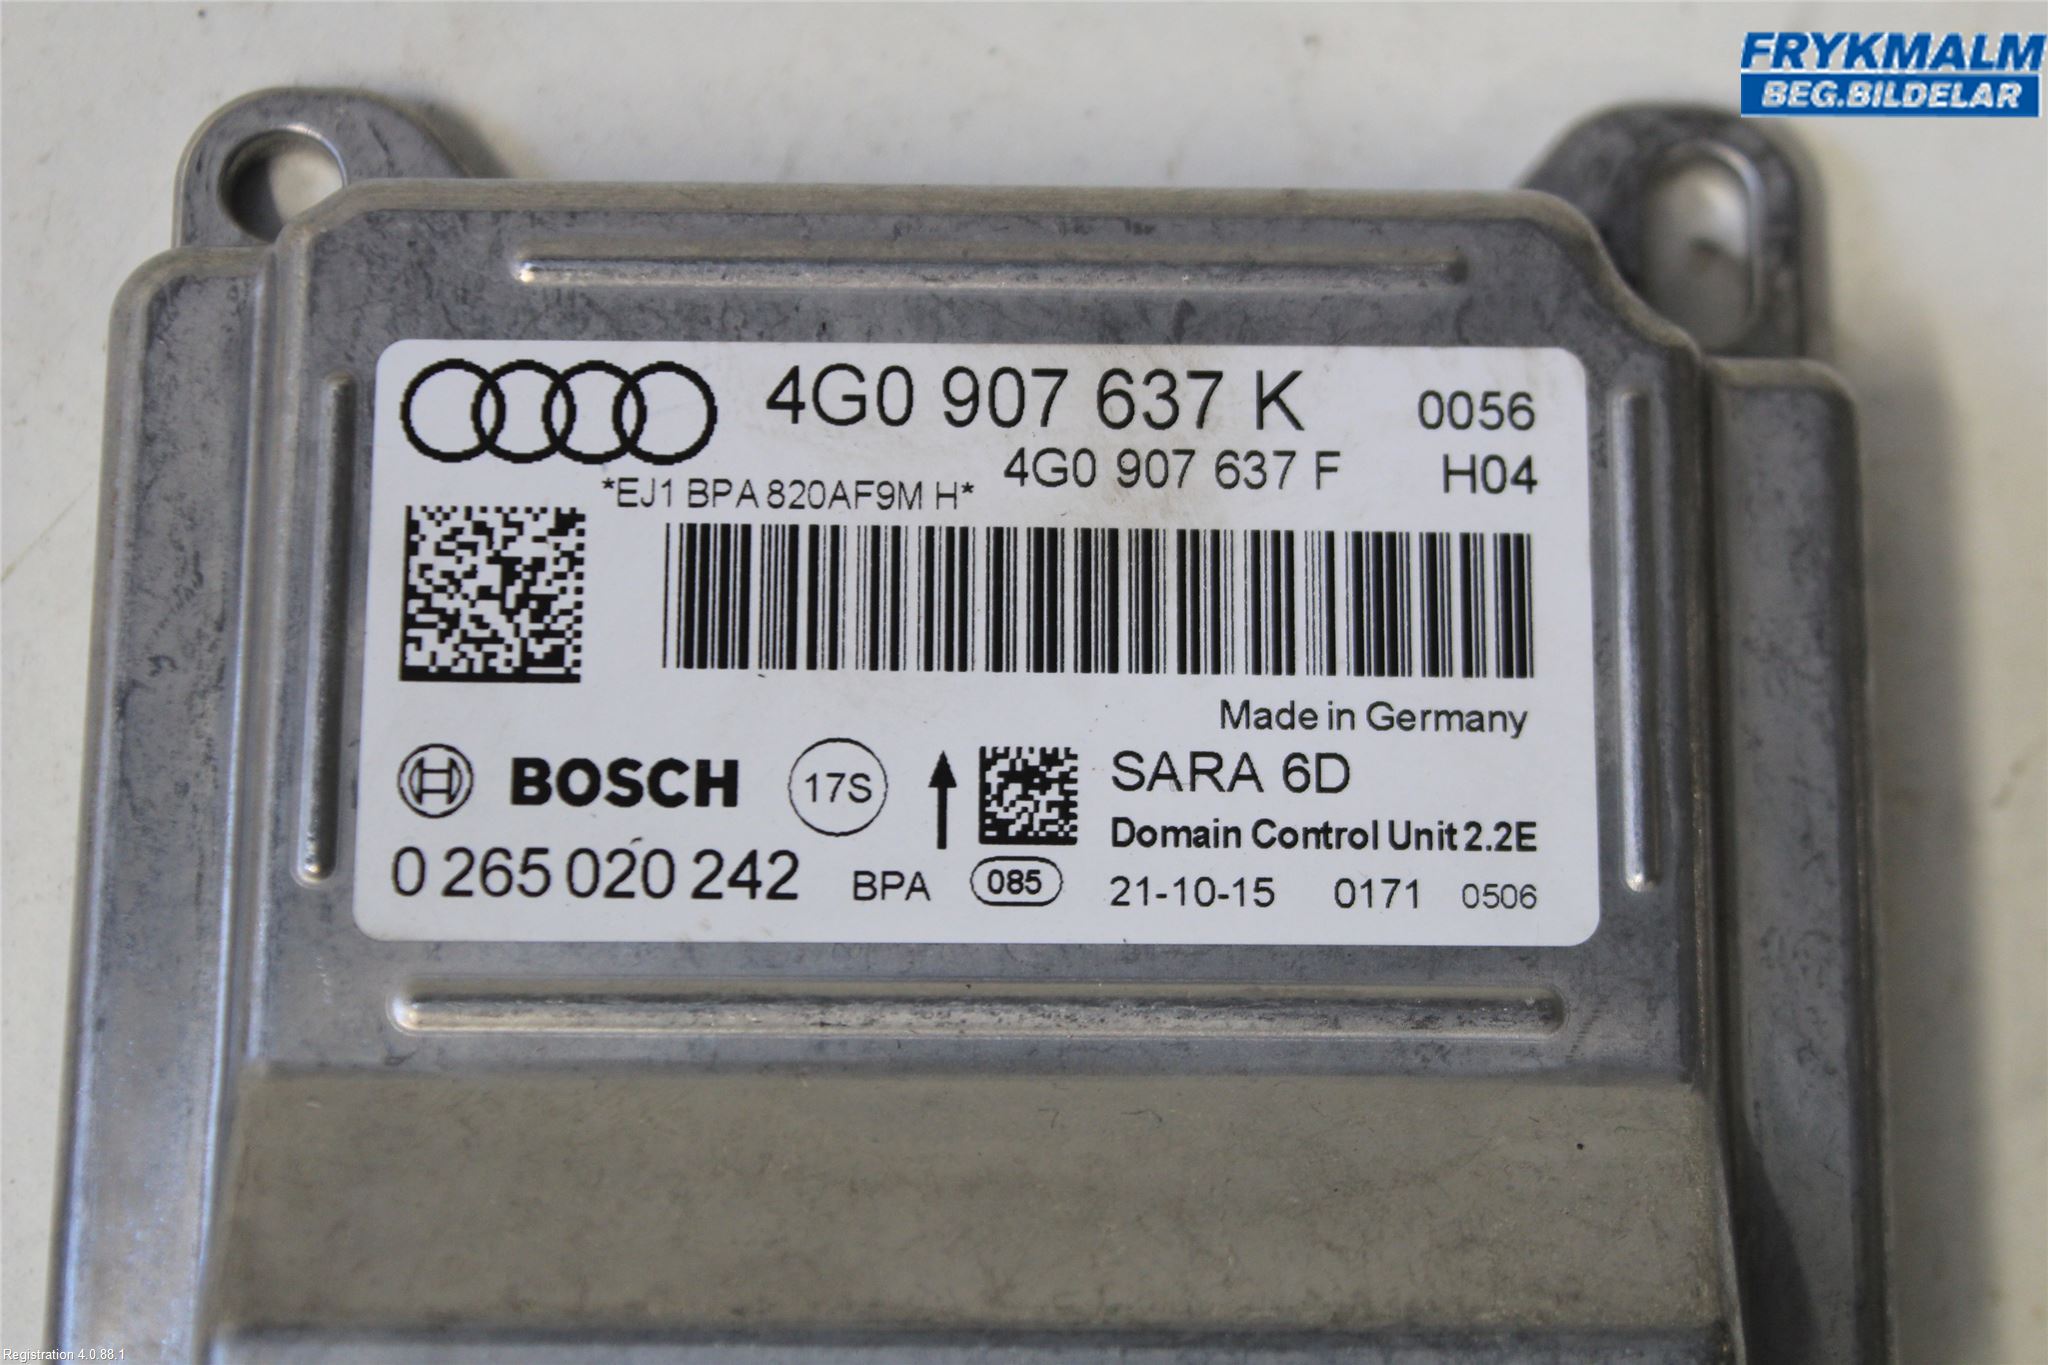 FRYKMALM
BEG.BILDELAR
4G0 907 637 K 0056
4G0 907 637 F H04
*EJ1 BPA 820AF9M H*
Made in Germany
BOSCH 17S SARA 6D
Domain Control Unit 2.2E
0 265 020 242 BPA 085 21-10-15 0171 0506
Registration 4.0.88.1